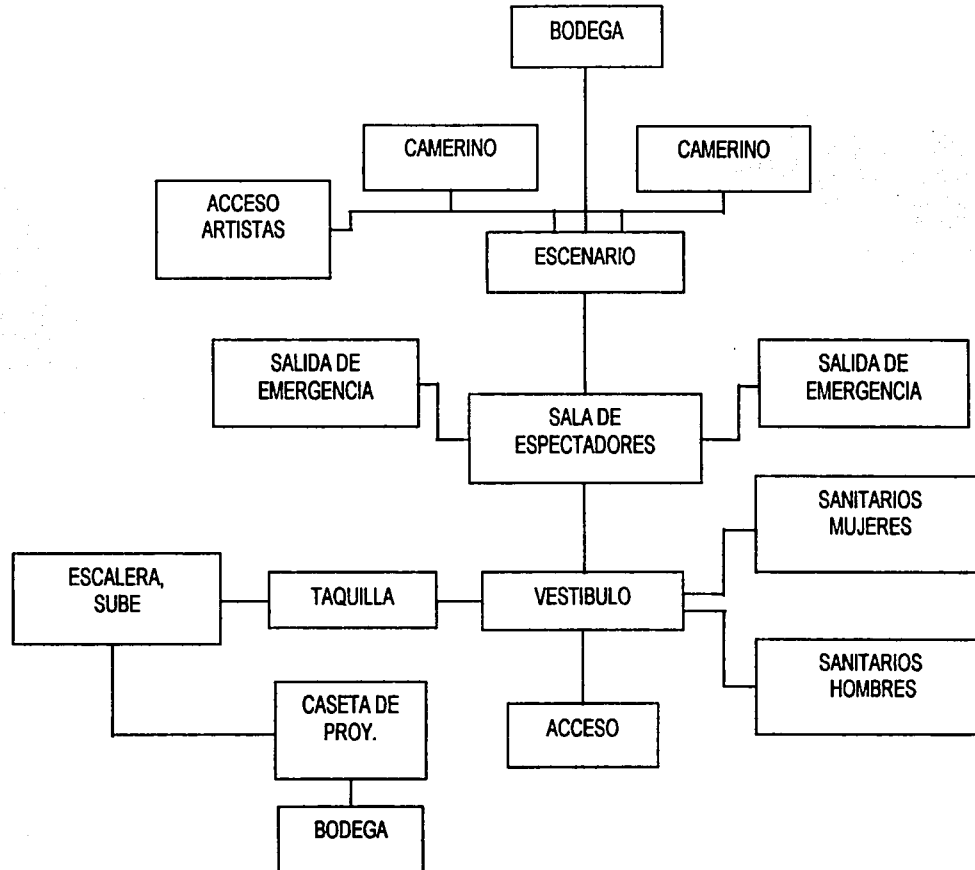 BODEGA
CAMERINO
CAMERINO
ACCESO
ARTISTAS
ESCENARIO
SALIDA DE
EMERGENCIA
SALIDA DE
EMERGENCIA
SALA DE
ESPECTADORES
SANITARIOS
MUJERES
ESCALERA,
SUBE
TAQUILLA
VESTIBULO
SANITARIOS
HOMBRES
CASETA DE
PROY.
ACCESO
BODEGA